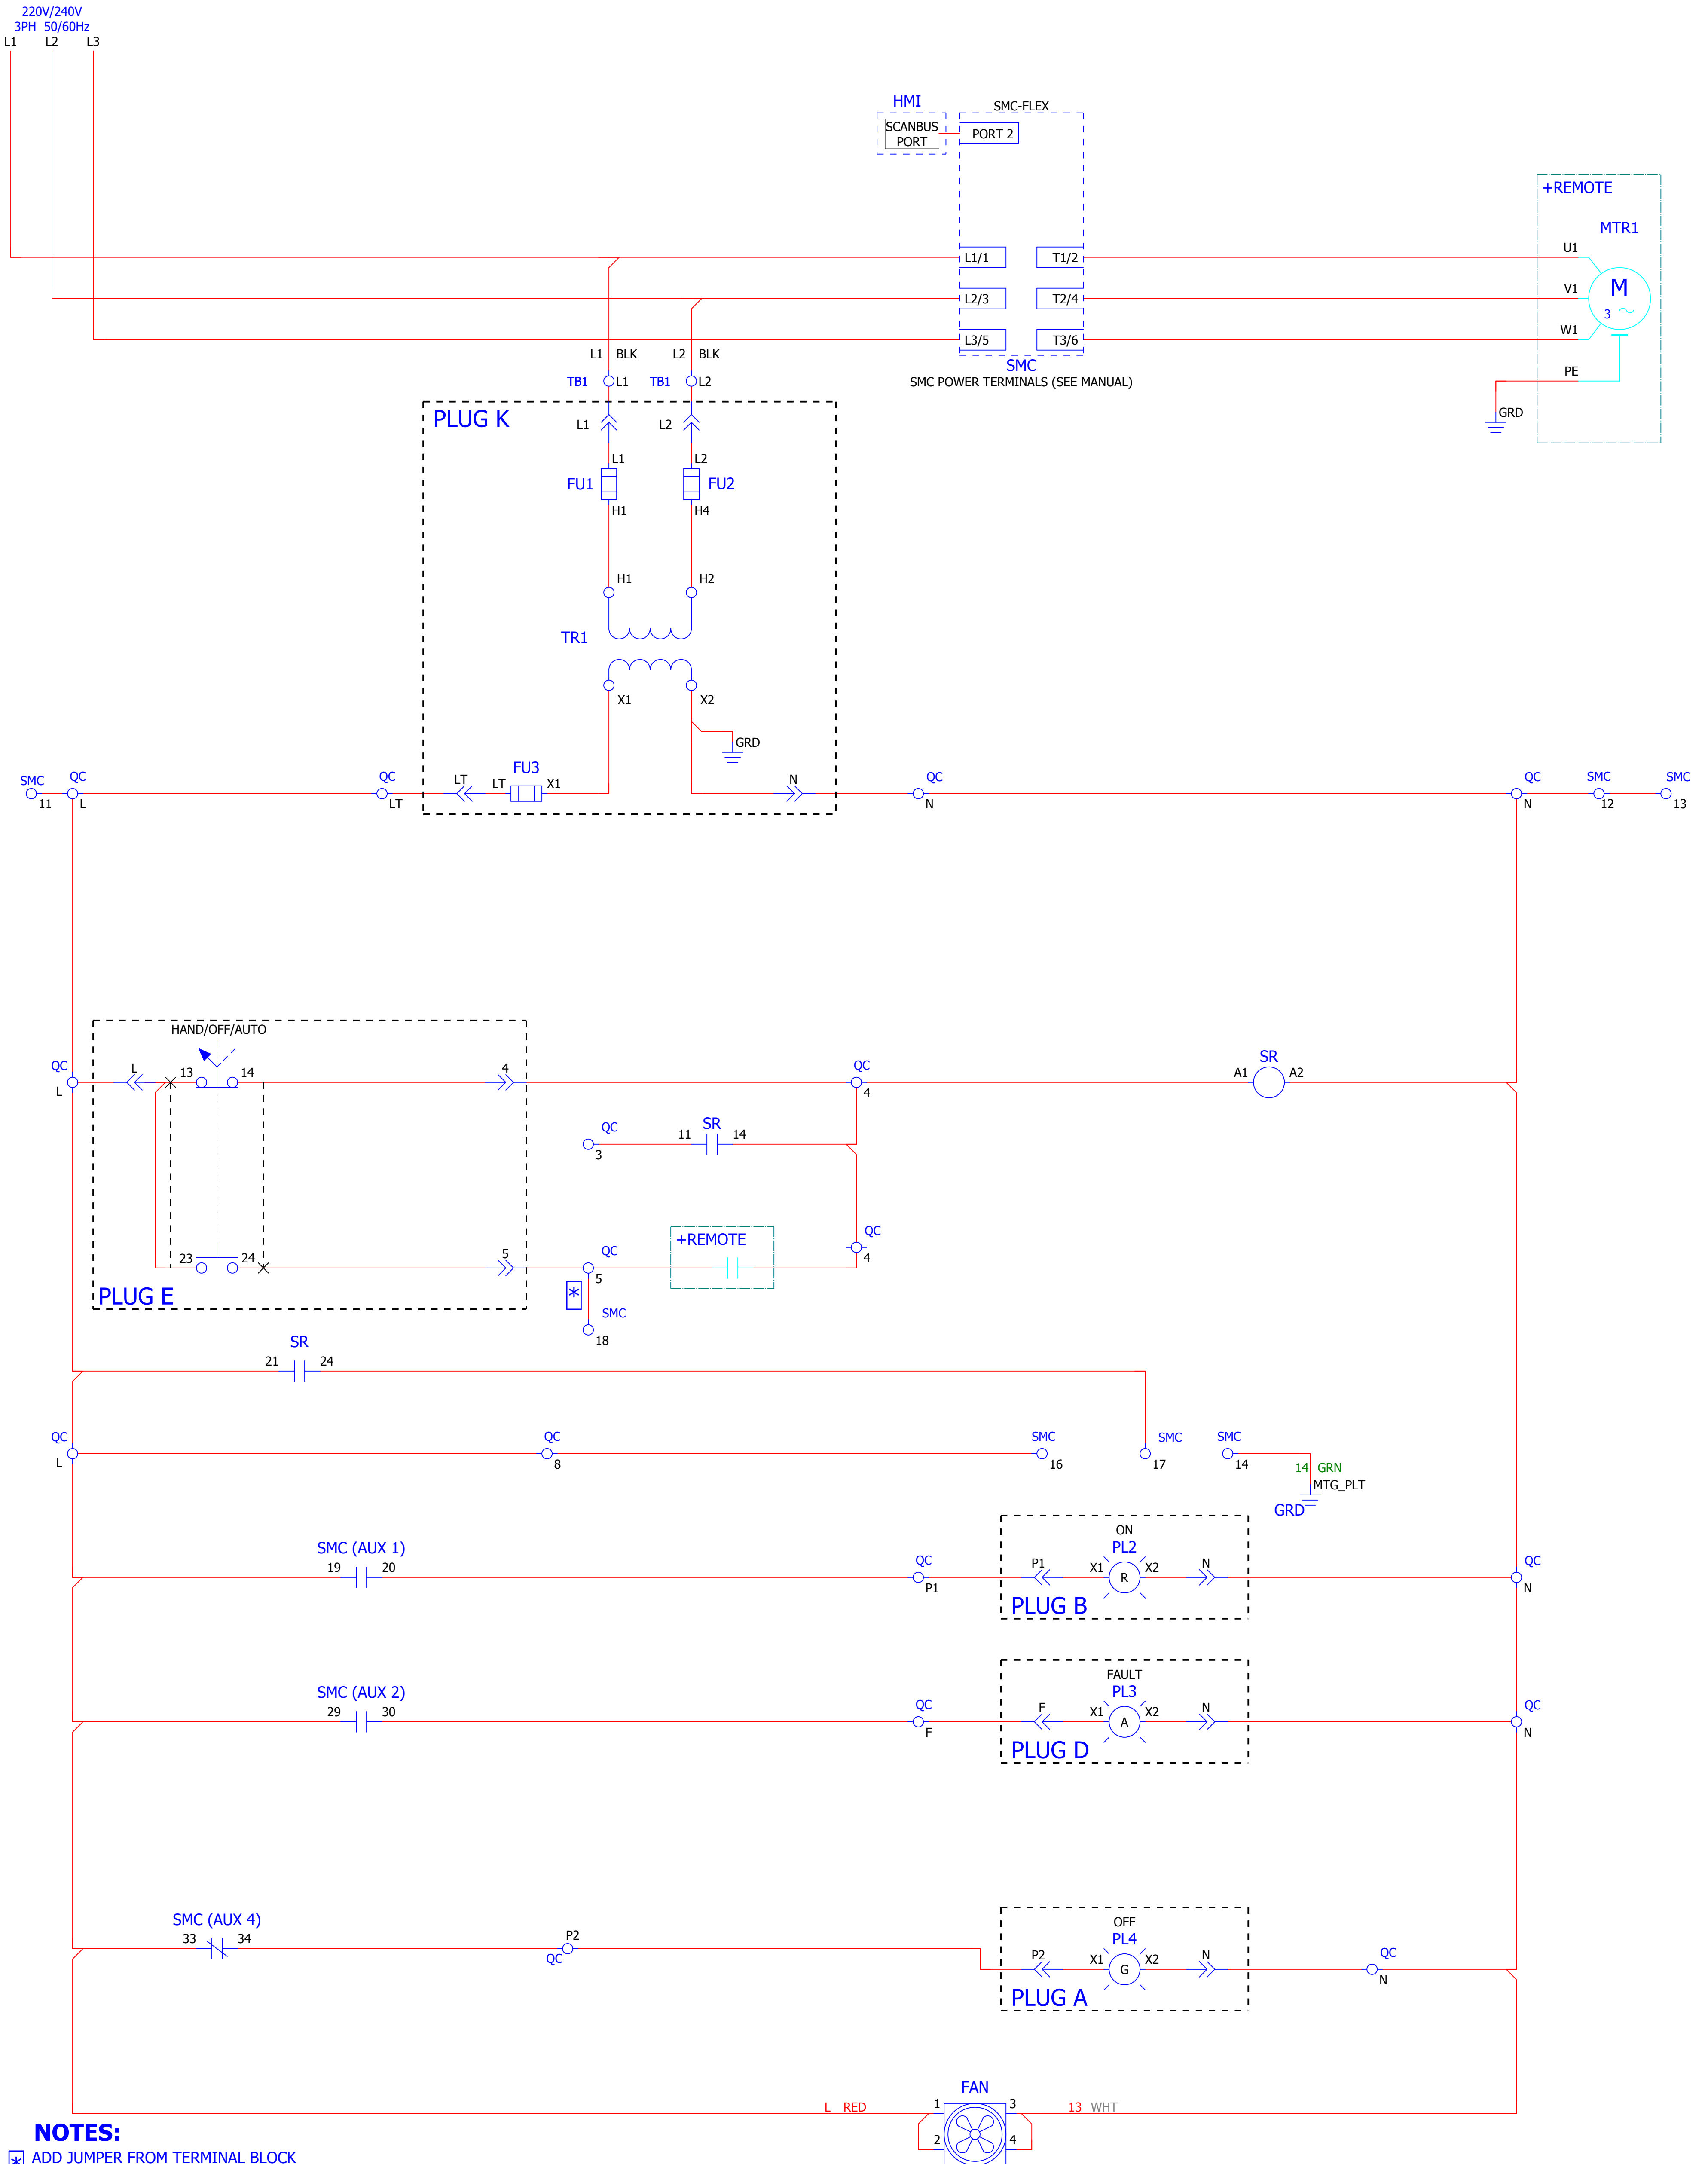 220V/240V
3PH 50/60Hz
L1 L2 L3
HMI
SCANBUS
PORT
SMC-FLEX
PORT 2
+REMOTE
MTR1
L1/1 T1/2 U1
L2/3 T2/4 V1
M
3
L3/5 T3/6 W1
SMC
SMC POWER TERMINALS (SEE MANUAL)
PE
GRD
L1 BLK L2 BLK
TB1 L1 TB1 L2
PLUG K
L1 L2
L1 L2
FU1 FU2
H1 H4
H1 H2
TR1
X1 X2
GRD
SMC QC QC LT LT FU3 X1 N QC QC SMC SMC
11 L LT N N 12 13
HAND/OFF/AUTO
QC L 13 14 4 QC SR
L 4 A1 A2
QC 11 SR 14
3
QC
4
+REMOTE
23 24 5 QC
5
PLUG E
*
SMC
18
SR
21 24
QC QC SMC SMC SMC
L 8 16 17 14
14 GRN
MTG_PLT
GRD
ON
SMC (AUX 1) PL2
19 20 QC P1 X1 R X2 N QC
P1 N
PLUG B
FAULT
SMC (AUX 2) PL3
29 30 QC F X1 A X2 N QC
F N
PLUG D
OFF
SMC (AUX 4) PL4
33 34 P2 P2 X1 G X2 N QC
QC N
PLUG A
FAN
L RED 1 3 13 WHT
2 4
NOTES:
* ADD JUMPER FROM TERMINAL BLOCK